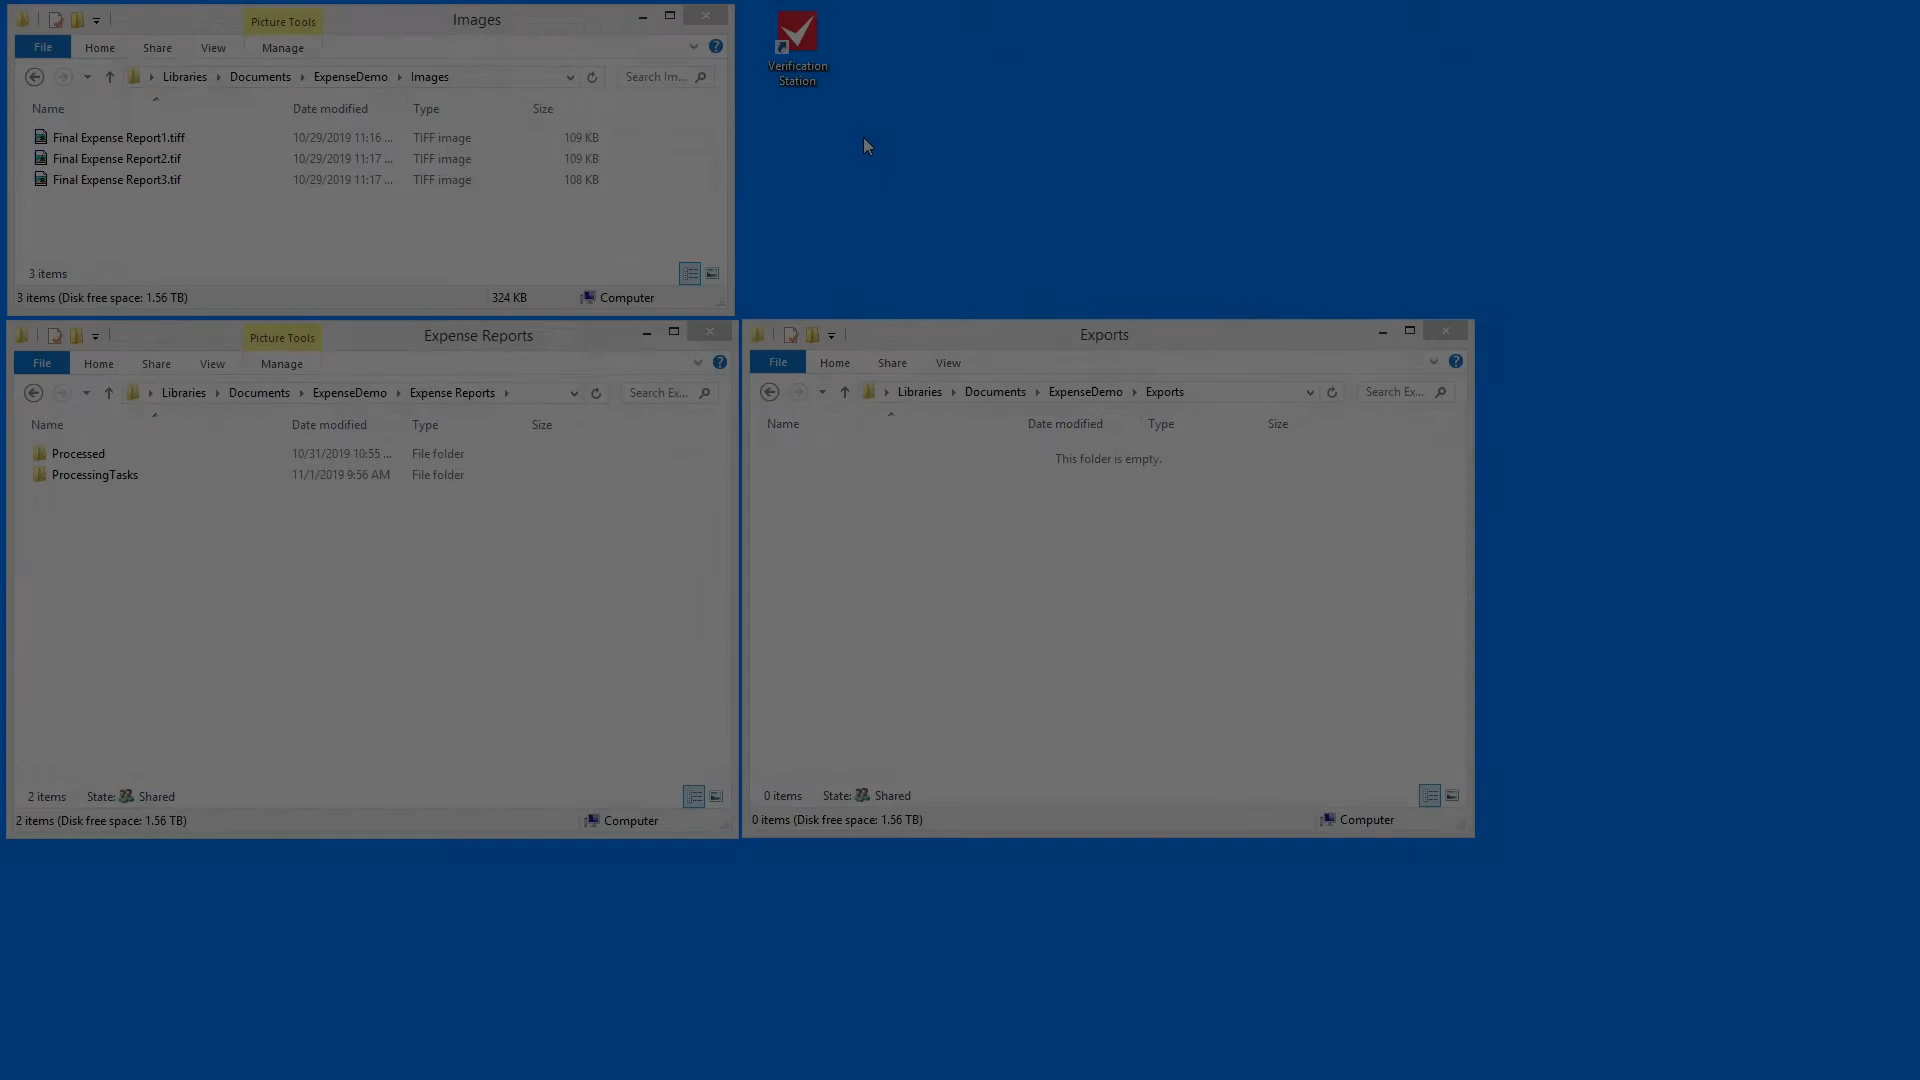 Picture Tools
Images
File Home Share View Manage
Libraries Documents ExpenseDemo Images
Search Im...
Name Date modified Type Size
Final Expense Report1.tiff 10/29/2019 11:16 ... TIFF image 109 KB
Final Expense Report2.tif 10/29/2019 11:17 ... TIFF image 109 KB
Final Expense Report3.tif 10/29/2019 11:17 ... TIFF image 108 KB
3 items
3 items (Disk free space: 1.56 TB) 324 KB Computer
Verification
Station
Picture Tools
Expense Reports
File Home Share View Manage
Libraries Documents ExpenseDemo Expense Reports
Search Ex...
Name Date modified Type Size
Processed 10/31/2019 10:55 ... File folder
ProcessingTasks 11/1/2019 9:56 AM File folder
2 items State: Shared
2 items (Disk free space: 1.56 TB) Computer
Exports
File Home Share View
Libraries Documents ExpenseDemo Exports
Search Ex...
Name Date modified Type Size
This folder is empty.
0 items State: Shared
0 items (Disk free space: 1.56 TB) Computer